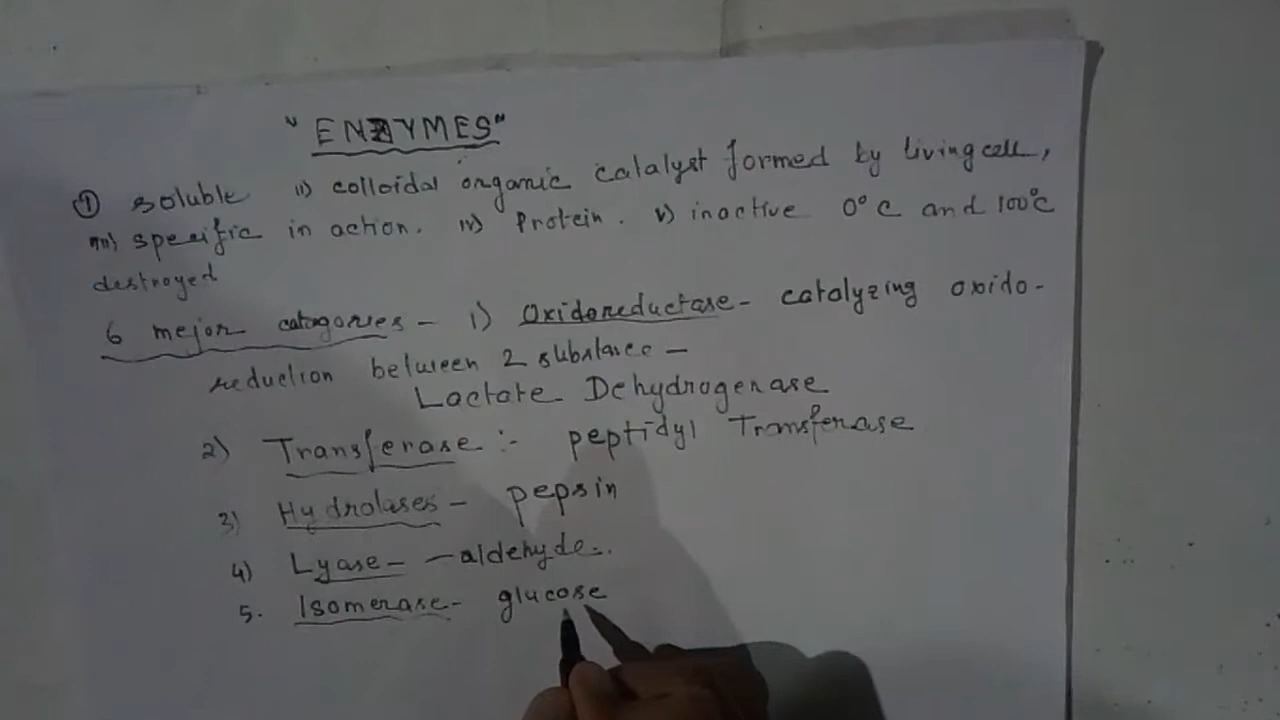 "ENZYMES"
① soluble ii) colloidal organic catalyst formed by living cell,
iii) specific in action. iv) Protein. v) inactive 0°C and 100°C
destroyed
6 mejor catagories - 1) Oxidoreductase - catalyzing oxido-
reduction between 2 substance -
Lactate Dehydrogenase
2) Transferase :- peptidyl Transferase
3) Hydrolases - pepsin
4) Lyase - - aldehyde..
5. Isomerase - glucose